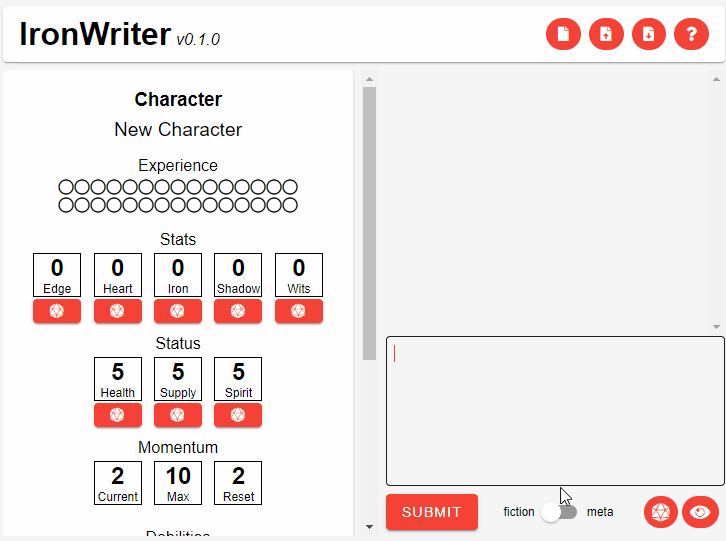 IronWriter v0.1.0
?
Character
New Character
Experience
Stats
0 0 0 0 0
Edge Heart Iron Shadow Wits
Status
5 5 5
Health Supply Spirit
Momentum
2 10 2
Current Max Reset
Debilities
SUBMIT fiction meta